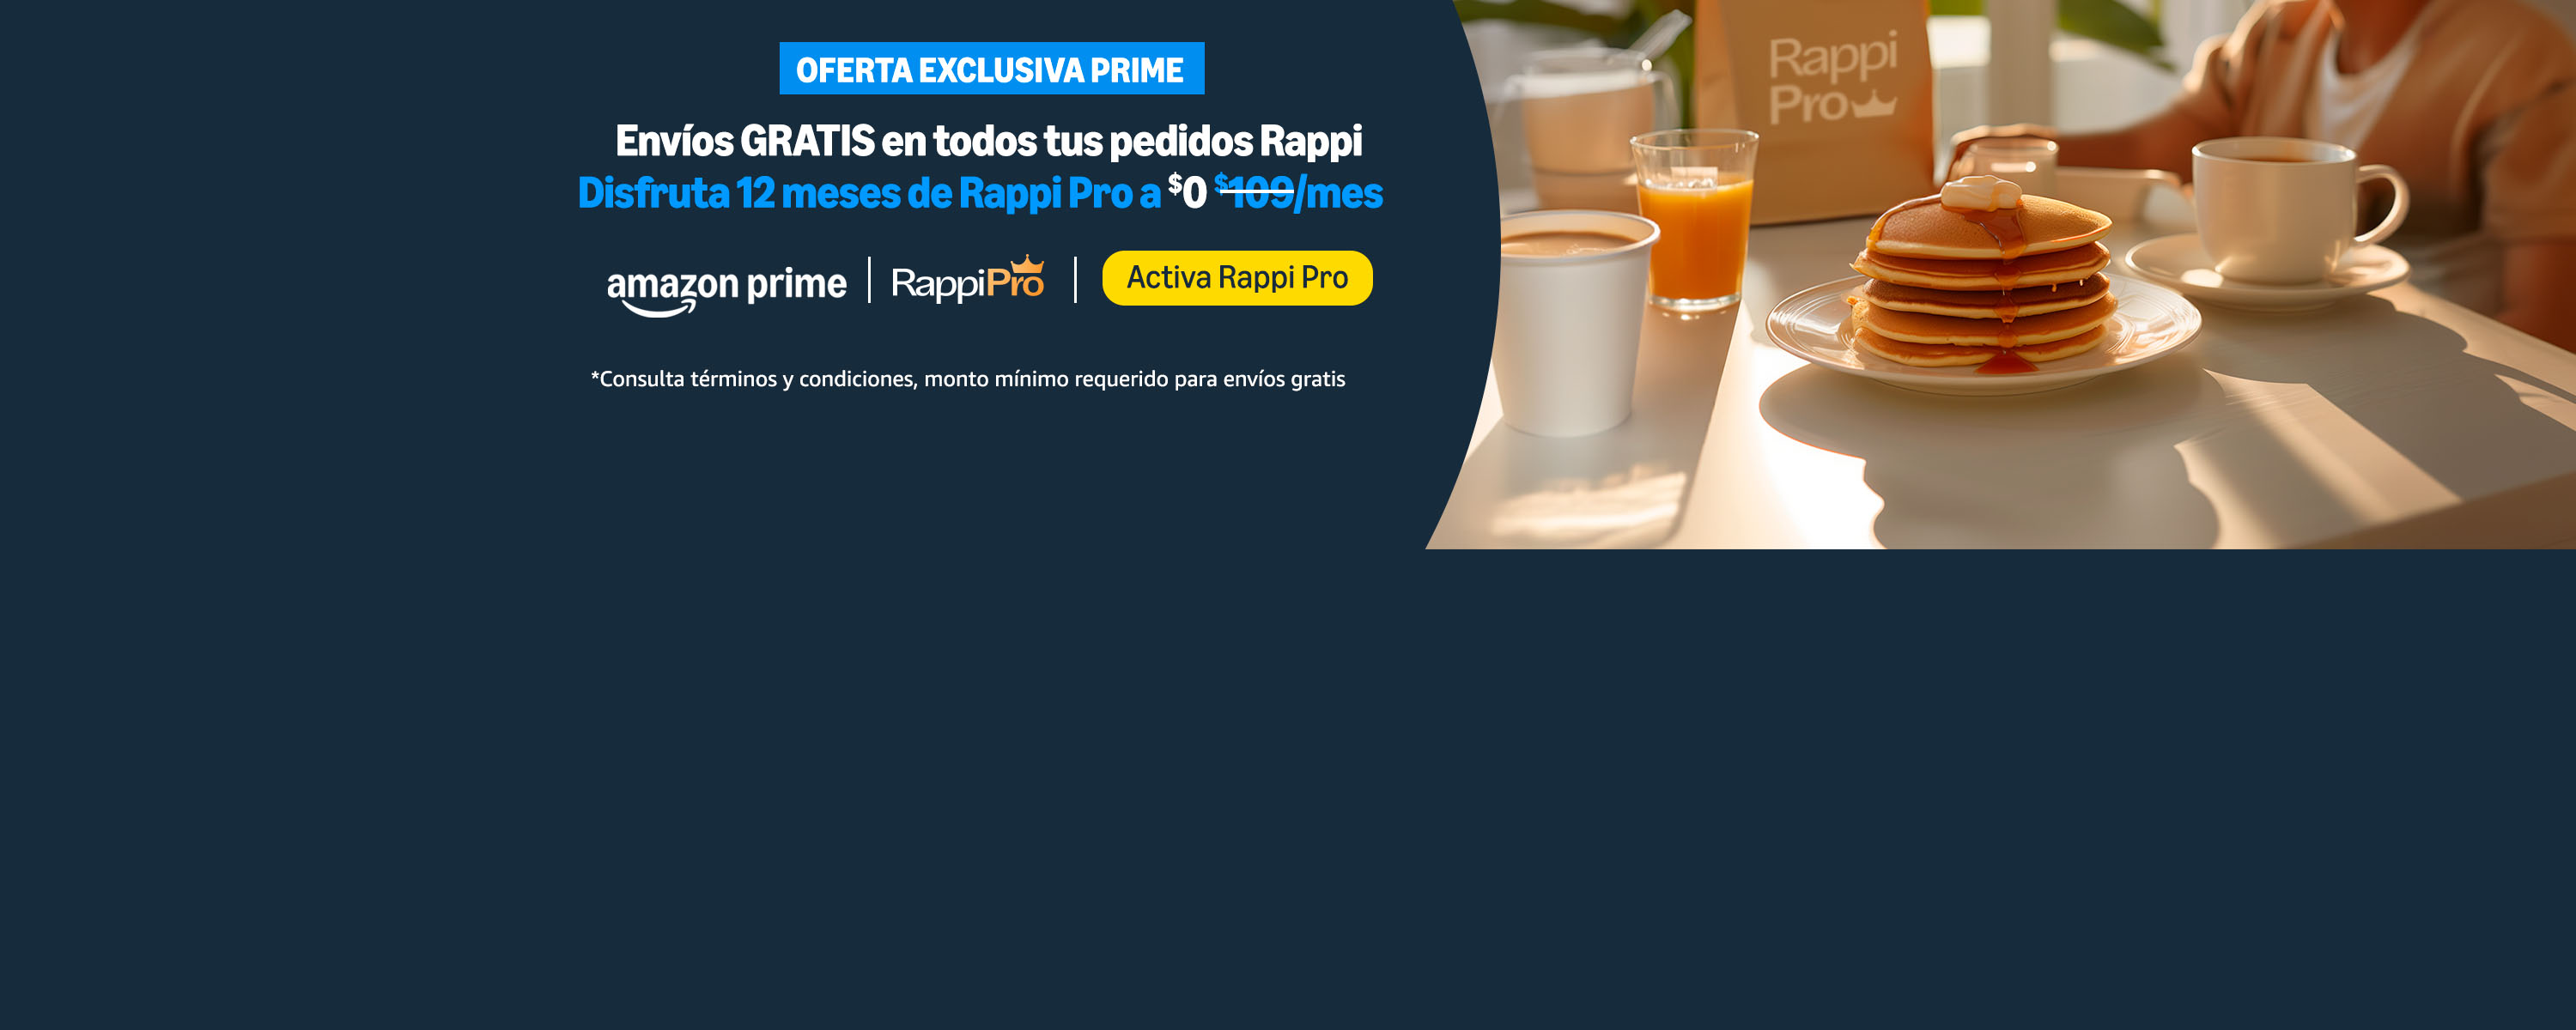 OFERTA EXCLUSIVA PRIME
Envíos GRATIS en todos tus pedidos Rappi
Disfruta 12 meses de Rappi Pro a $0 $109/mes
amazon prime
RappiPro
Activa Rappi Pro
*Consulta términos y condiciones, monto mínimo requerido para envíos gratis
Rappi
Pro